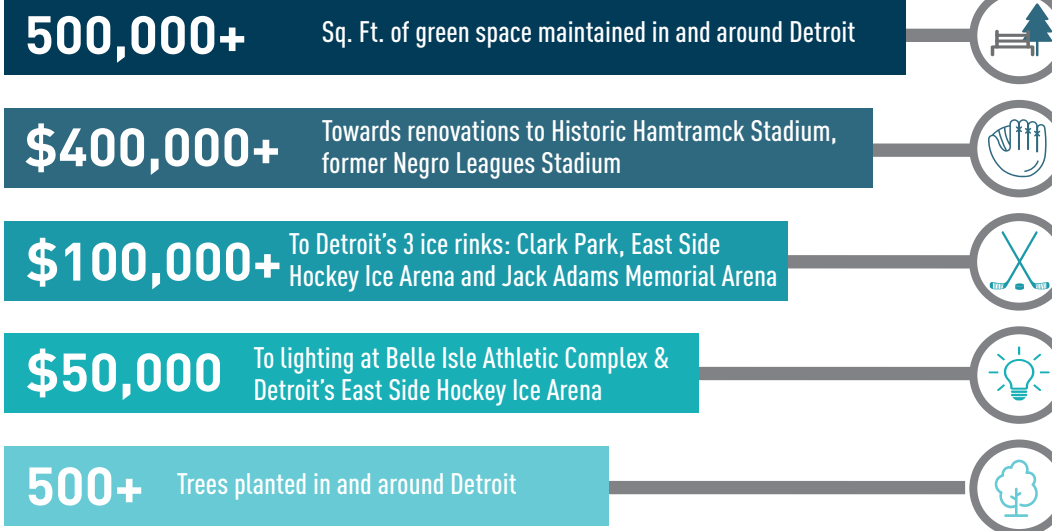 500,000+
Sq. Ft. of green space maintained in and around Detroit
$400,000+
Towards renovations to Historic Hamtramck Stadium,
former Negro Leagues Stadium
$100,000+
To Detroit's 3 ice rinks: Clark Park, East Side
Hockey Ice Arena and Jack Adams Memorial Arena
$50,000
To lighting at Belle Isle Athletic Complex &
Detroit's East Side Hockey Ice Arena
500+
Trees planted in and around Detroit